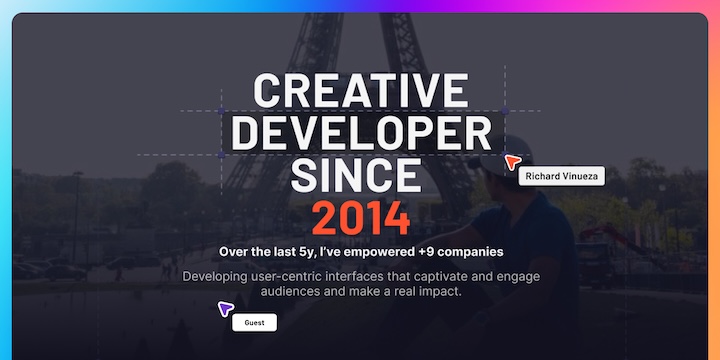 CREATIVE
DEVELOPER
SINCE
2014
Richard Vinueza
Over the last 5y, I've empowered +9 companies
Developing user-centric interfaces that captivate and engage
audiences and make a real impact.
Guest